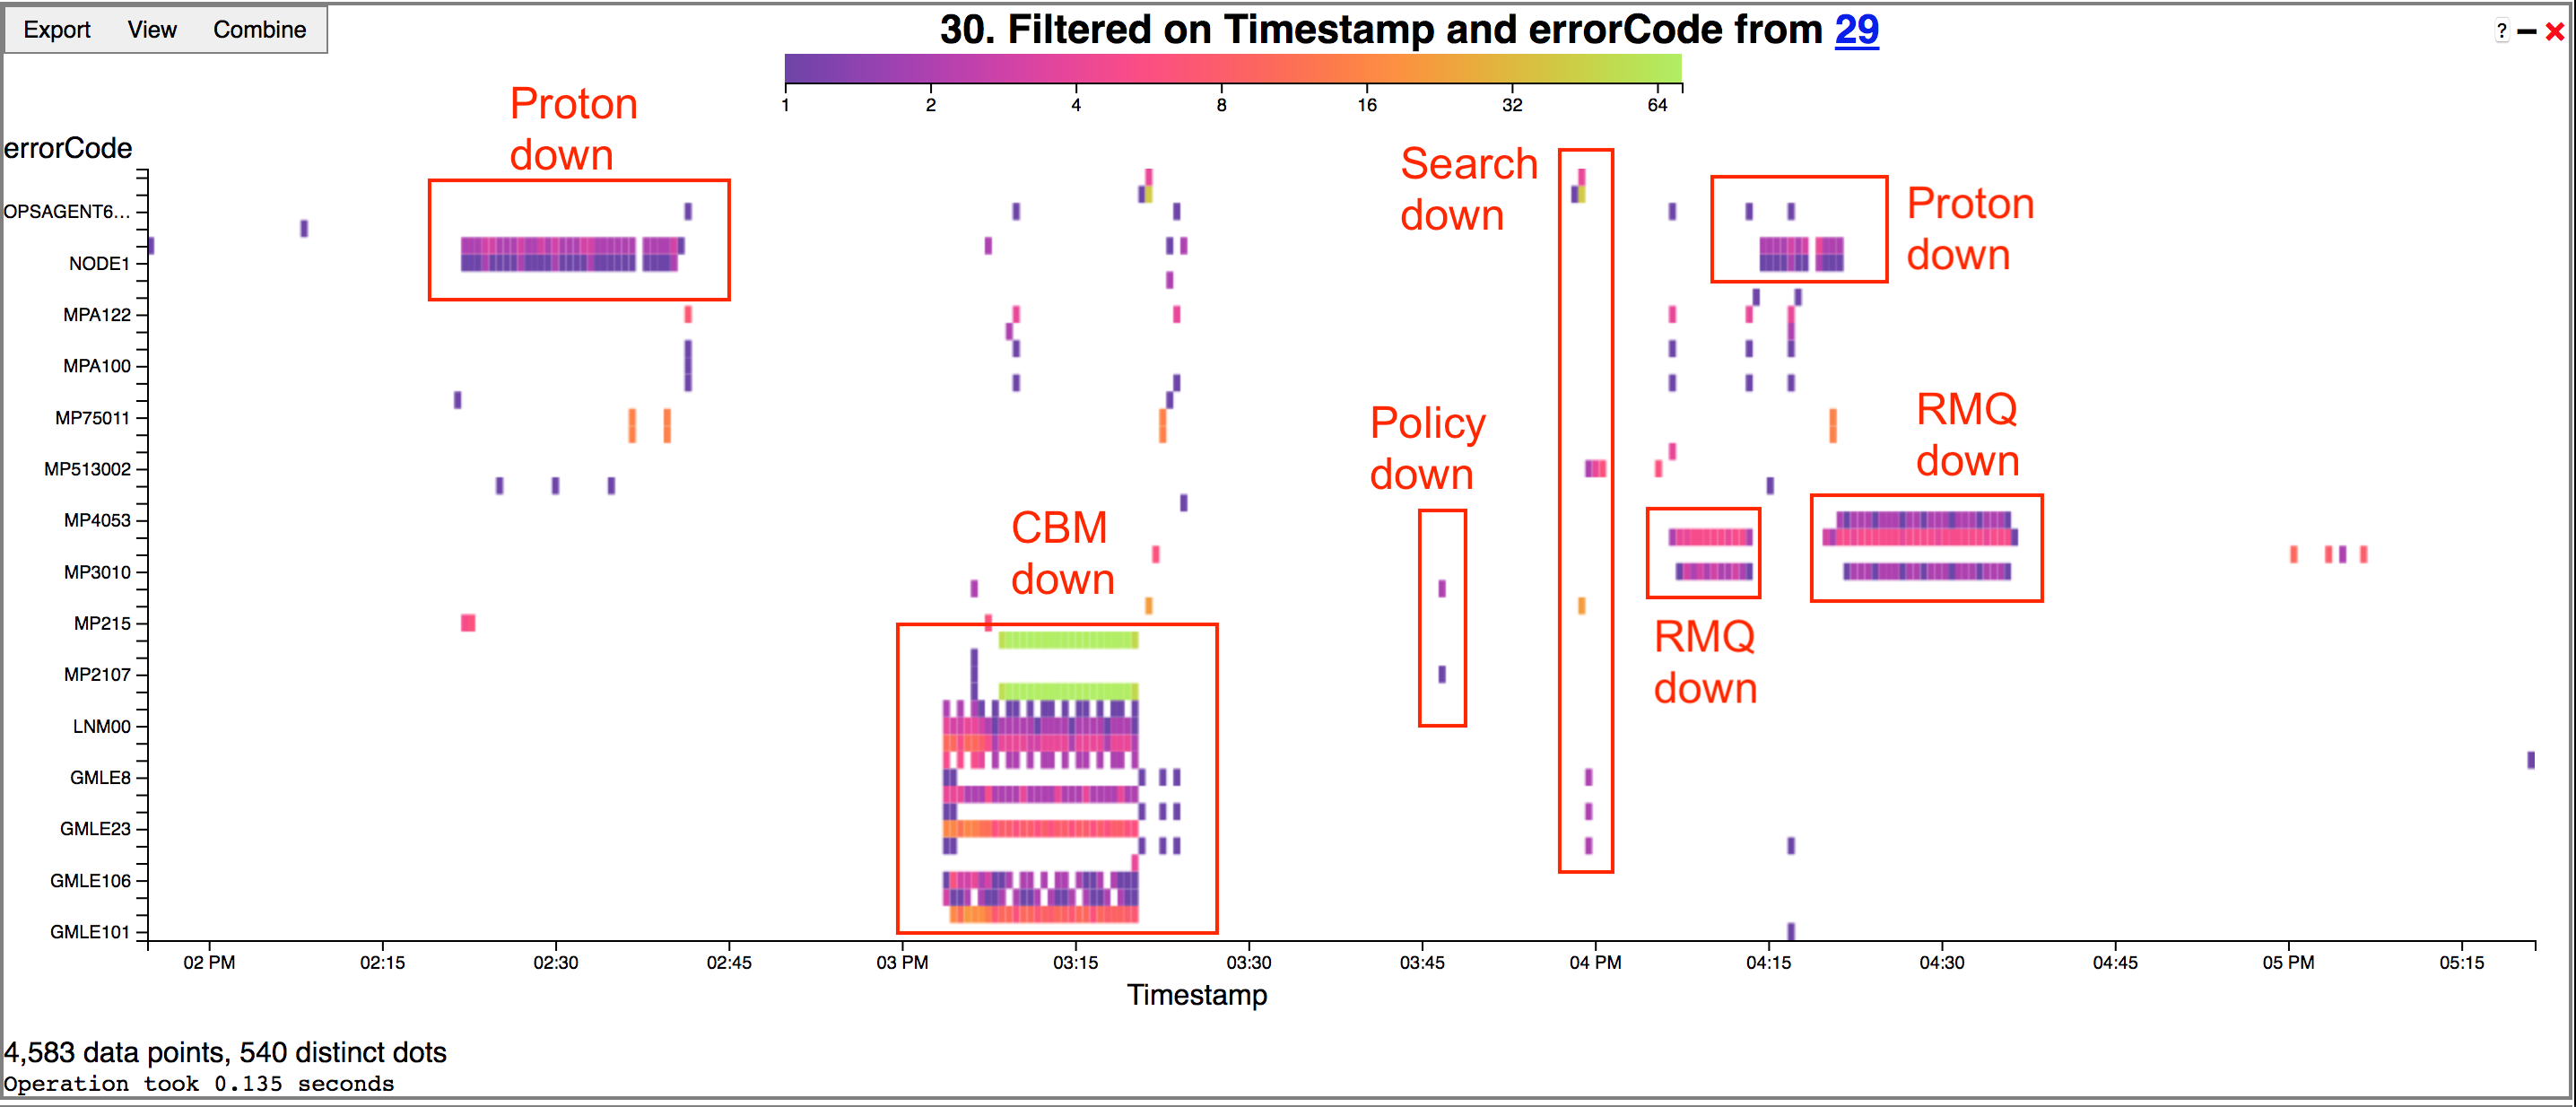 Export View Combine
30. Filtered on Timestamp and errorCode from 29
?
1 2 4 8 16 32 64
Proton
down
Search
down
Proton
down
errorCode
OPSAGENT6...
NODE1
MPA122
MPA100
MP75011
MP513002
MP4053
MP3010
MP215
MP2107
LNM00
GMLE8
GMLE23
GMLE106
GMLE101
Policy
down
RMQ
down
CBM
down
RMQ
down
02 PM 02:15 02:30 02:45 03 PM 03:15 03:30 03:45 04 PM 04:15 04:30 04:45 05 PM 05:15
Timestamp
4,583 data points, 540 distinct dots
Operation took 0.135 seconds